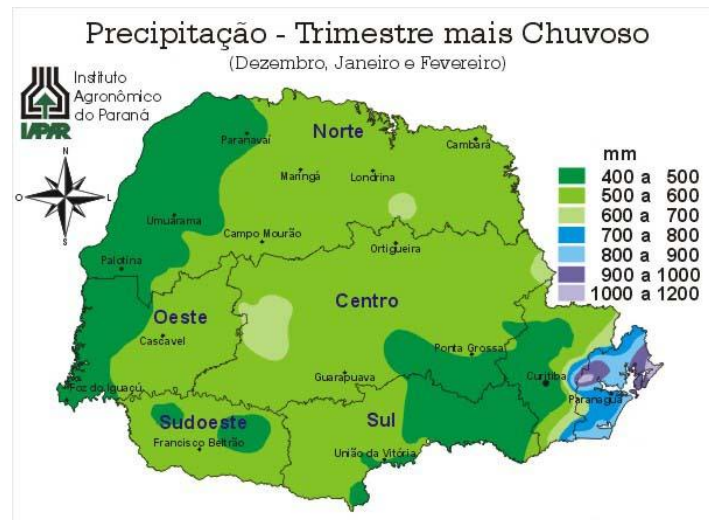 Precipitação - Trimestre mais Chuvoso
(Dezembro, Janeiro e Fevereiro)
Instituto
Agronômico
do Paraná
IAPAR
N
O
L
S
Norte
Paranavaí
Cambará
Maringá
Londrina
Umuarama
Campo Mourão
Ortigueira
Palotina
Oeste
Centro
Cascavel
Ponta Grossa
Guarapuava
Curitiba
Foz do Iguaçú
Paranaguá
Sudoeste
Sul
Francisco Beltrão
União da Vitória
mm
400 a 500
500 a 600
600 a 700
700 a 800
800 a 900
900 a 1000
1000 a 1200